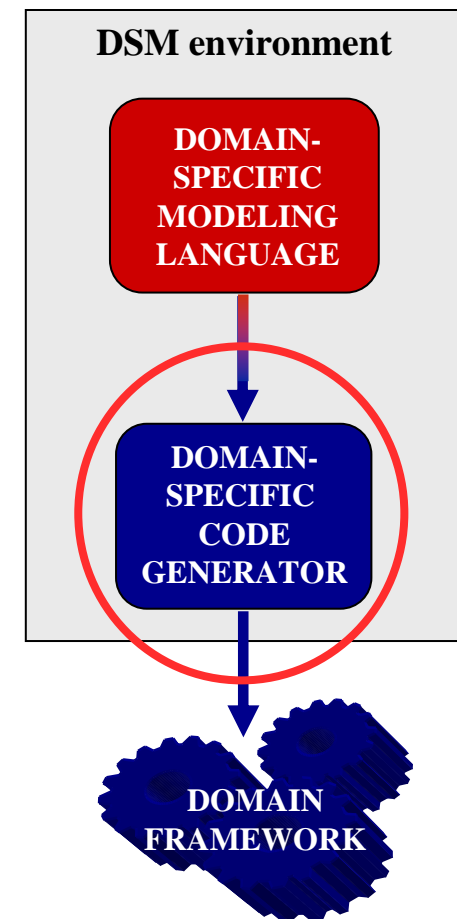 DSM environment
DOMAIN-
SPECIFIC
MODELING
LANGUAGE
DOMAIN-
SPECIFIC
CODE
GENERATOR
DOMAIN
FRAMEWORK